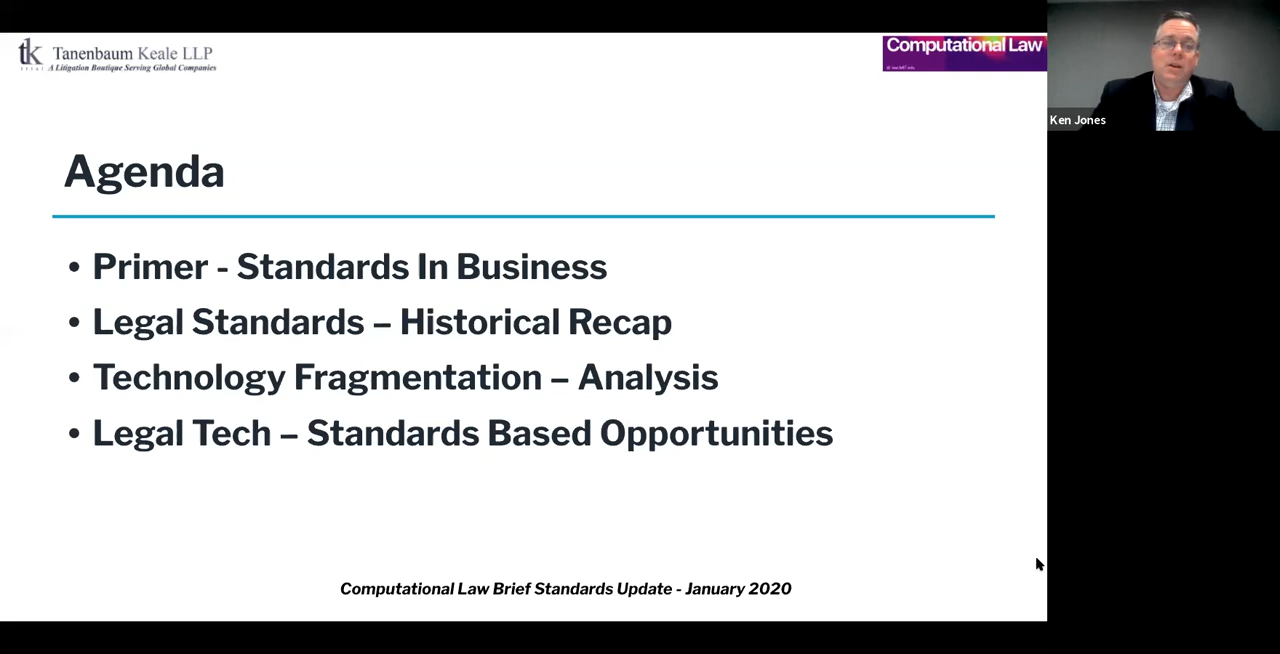 tk
Tanenbaum Keale LLP
A Litigation Boutique Serving Global Companies
Computational Law
Ken Jones
Agenda
• Primer - Standards In Business
• Legal Standards – Historical Recap
• Technology Fragmentation – Analysis
• Legal Tech – Standards Based Opportunities
Computational Law Brief Standards Update - January 2020